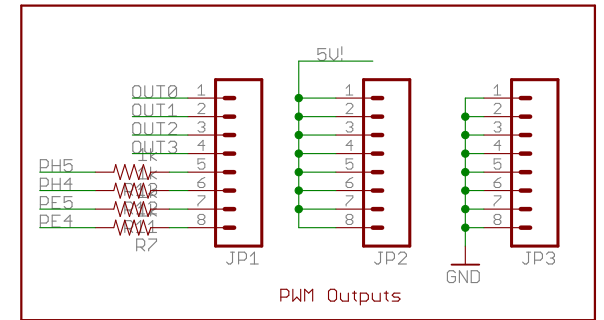 5V!
OUT0 1 1 1
OUT1 2 2 2
OUT2 3 3 3
OUT3 4 4 4
1k
PH5 5 5 5
1k
PH4 6 6 6
PE5 7 7 7
PE4 8 8 8
R7
JP1 JP2 JP3
GND
PWM Outputs